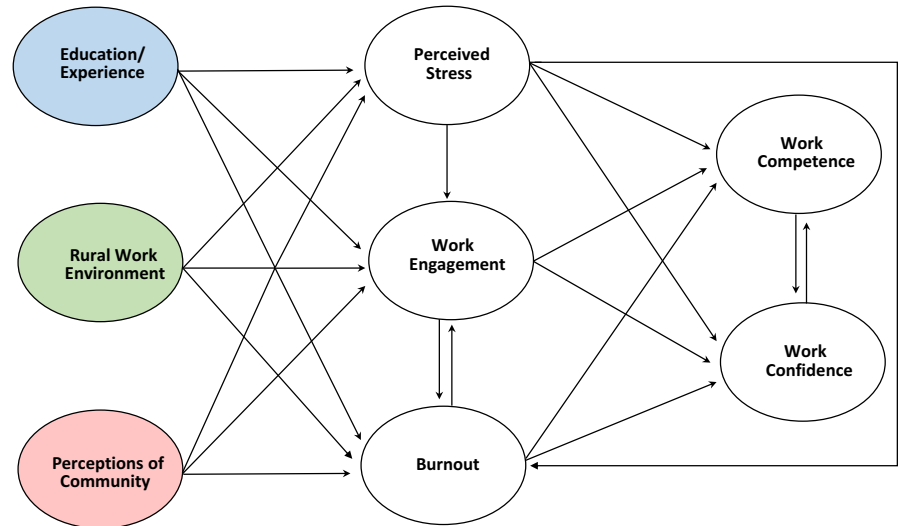 Education/
Experience
Perceived
Stress
Work
Competence
Rural Work
Environment
Work
Engagement
Work
Confidence
Perceptions of
Community
Burnout